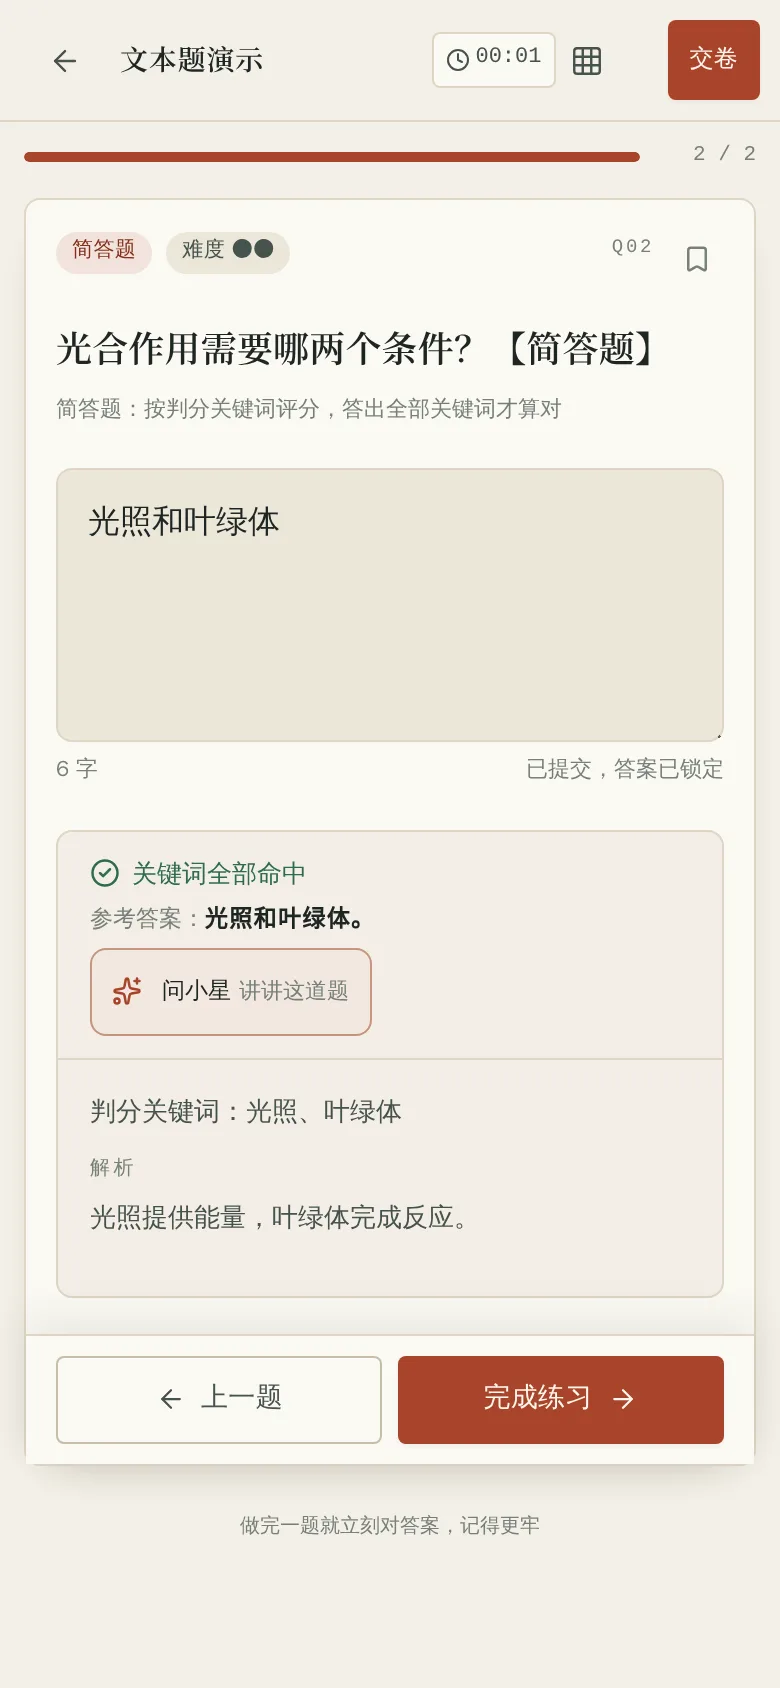 文本题演示
00:01
交卷
2 / 2
简答题
难度 ●●
Q02
光合作用需要哪两个条件？【简答题】
简答题：按判分关键词评分，答出全部关键词才算对
光照和叶绿体
6 字
已提交，答案已锁定
关键词全部命中
参考答案：光照和叶绿体。
问小星 讲讲这道题
判分关键词：光照、叶绿体
解析
光照提供能量，叶绿体完成反应。
上一题
完成练习
做完一题就立刻对答案，记得更牢